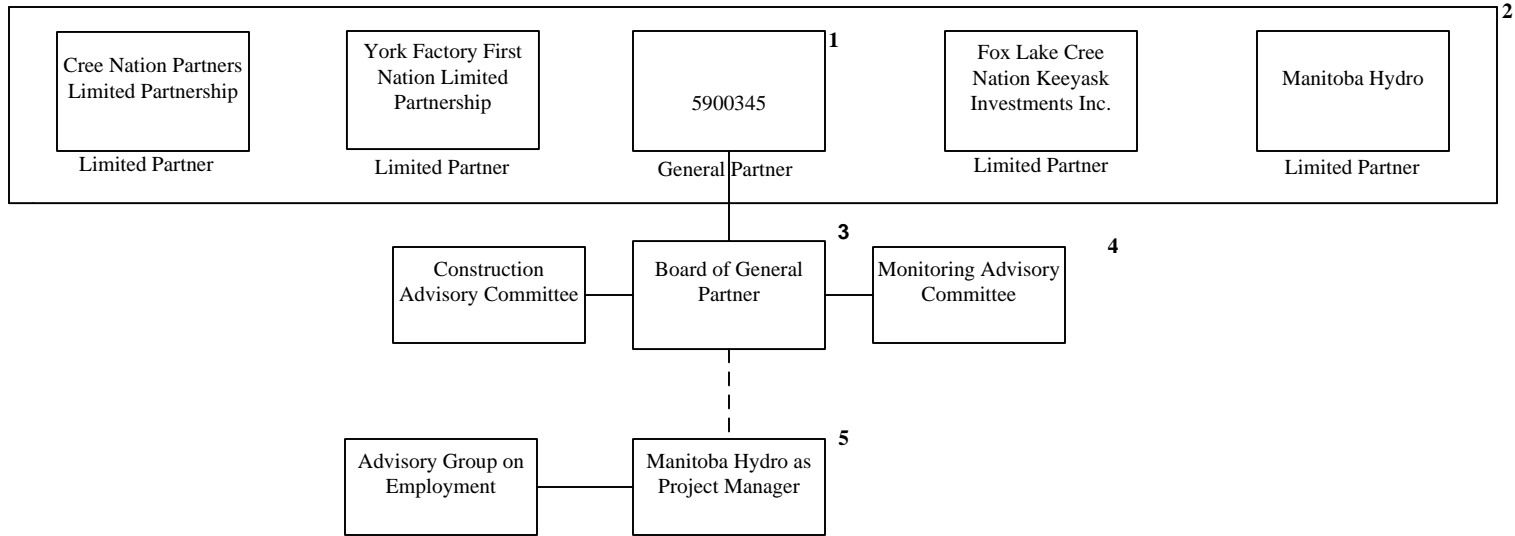 2
Cree Nation Partners
Limited Partnership
Limited Partner
York Factory First
Nation Limited
Partnership
Limited Partner
1
5900345
General Partner
Fox Lake Cree
Nation Keeyask
Investments Inc.
Limited Partner
Manitoba Hydro
Limited Partner
Construction
Advisory Committee
3
Board of General
Partner
4
Monitoring Advisory
Committee
Advisory Group on
Employment
5
Manitoba Hydro as
Project Manager